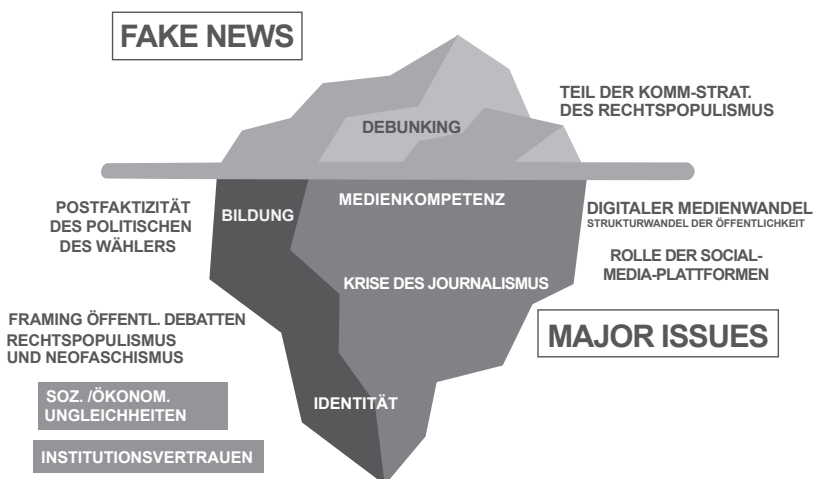 FAKE NEWS
TEIL DER KOMM-STRAT.
DES RECHTSPOPULISMUS
DEBUNKING
POSTFAKTIZITÄT
DES POLITISCHEN
DES WÄHLERS
BILDUNG
MEDIENKOMPETENZ
DIGITALER MEDIENWANDEL
STRUKTURWANDEL DER ÖFFENTLICHKEIT
ROLLE DER SOCIAL-
MEDIA-PLATTFORMEN
KRISE DES JOURNALISMUS
FRAMING ÖFFENTL. DEBATTEN
RECHTSPOPULISMUS
UND NEOFASCHISMUS
MAJOR ISSUES
SOZ. /ÖKONOM.
UNGLEICHHEITEN
IDENTITÄT
INSTITUTIONSVERTRAUEN